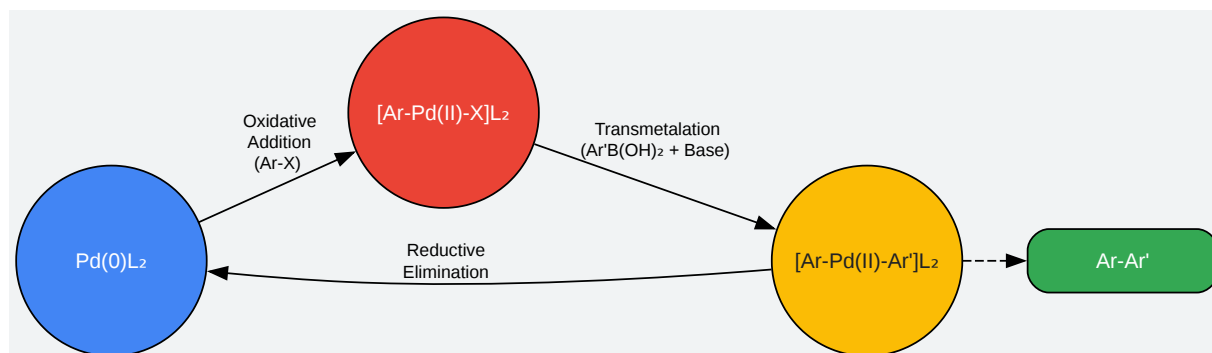 Pd(0)L₂
Oxidative
Addition
(Ar-X)
[Ar-Pd(II)-X]L₂
Transmetalation
(Ar'B(OH)₂ + Base)
[Ar-Pd(II)-Ar']L₂
Reductive
Elimination
Ar-Ar'